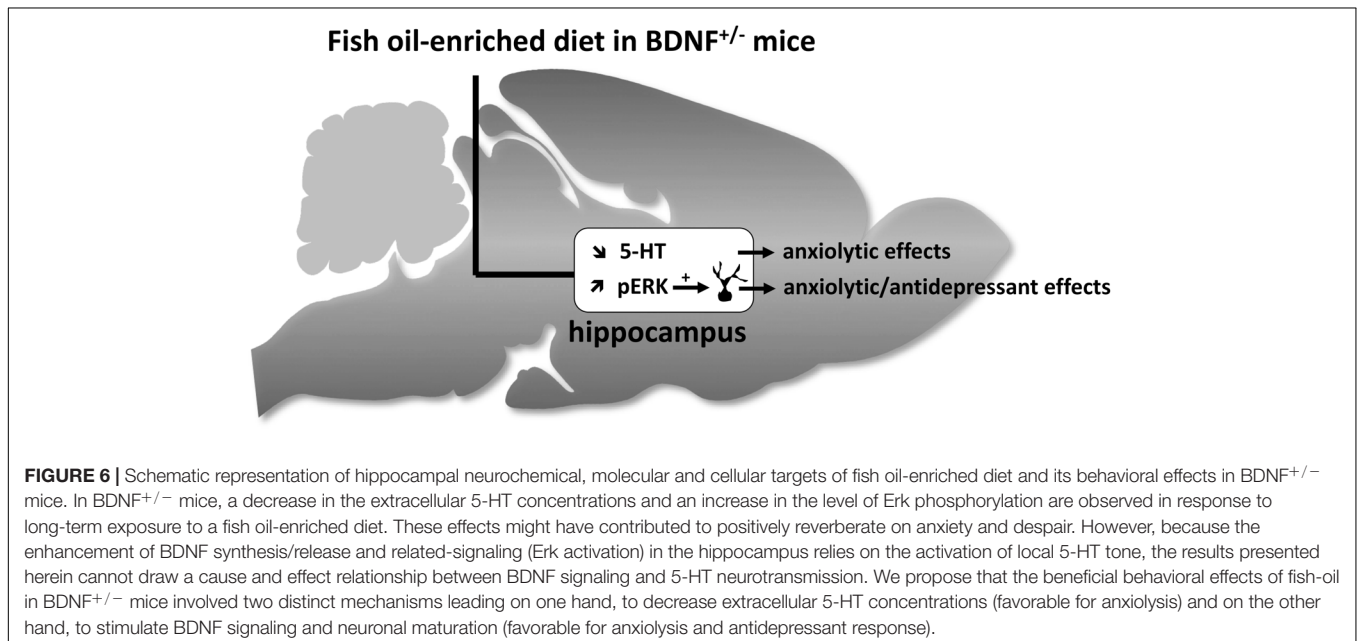 Fish oil-enriched diet in BDNF+/- mice
↘ 5-HT → anxiolytic effects
↗ pERK + → → anxiolytic/antidepressant effects
hippocampus
FIGURE 6 | Schematic representation of hippocampal neurochemical, molecular and cellular targets of fish oil-enriched diet and its behavioral effects in BDNF+/−
mice. In BDNF+/− mice, a decrease in the extracellular 5-HT concentrations and an increase in the level of Erk phosphorylation are observed in response to
long-term exposure to a fish oil-enriched diet. These effects might have contributed to positively reverberate on anxiety and despair. However, because the
enhancement of BDNF synthesis/release and related-signaling (Erk activation) in the hippocampus relies on the activation of local 5-HT tone, the results presented
herein cannot draw a cause and effect relationship between BDNF signaling and 5-HT neurotransmission. We propose that the beneficial behavioral effects of fish-oil
in BDNF+/− mice involved two distinct mechanisms leading on one hand, to decrease extracellular 5-HT concentrations (favorable for anxiolysis) and on the other
hand, to stimulate BDNF signaling and neuronal maturation (favorable for anxiolysis and antidepressant response).